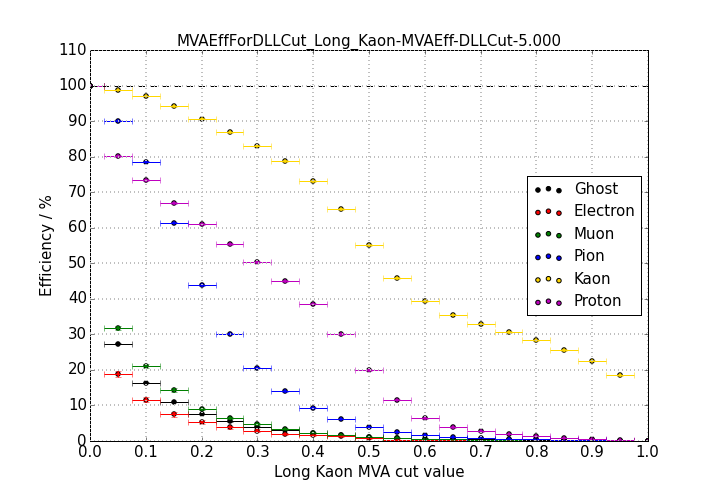 MVAEffForDLLCut_Long_Kaon-MVAEff-DLLCut-5.000
110
100
90
80
70
60
50
40
30
20
10
0
Efficiency / %
Ghost
Electron
Muon
Pion
Kaon
Proton
0.0 0.1 0.2 0.3 0.4 0.5 0.6 0.7 0.8 0.9 1.0
Long Kaon MVA cut value